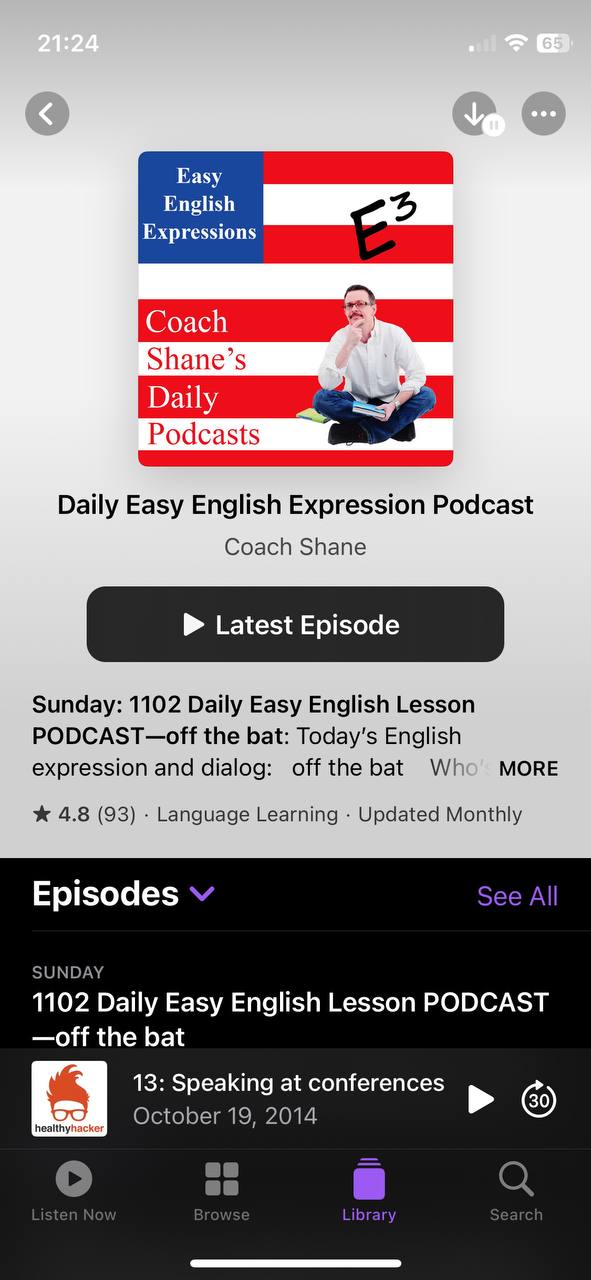 21:24
65
Easy
English
Expressions
E³
Coach
Shane's
Daily
Podcasts
Daily Easy English Expression Podcast
Coach Shane
Latest Episode
Sunday: 1102 Daily Easy English Lesson
PODCAST—off the bat: Today's English
expression and dialog: off the bat Who's MORE
★ 4.8 (93) · Language Learning · Updated Monthly
Episodes See All
SUNDAY
1102 Daily Easy English Lesson PODCAST
—off the bat
healthyhacker
13: Speaking at conferences
October 19, 2014
30
Listen Now Browse Library Search